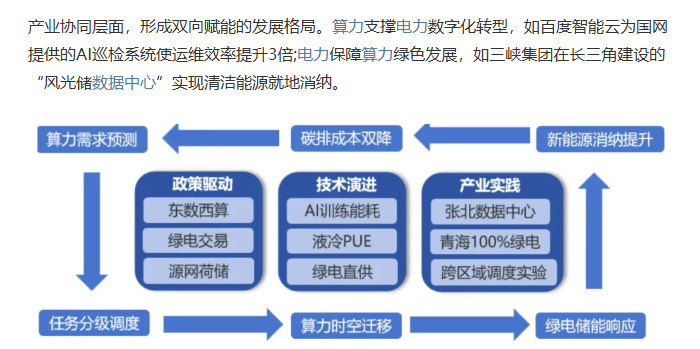 产业协同层面，形成双向赋能的发展格局。算力支撑电力数字化转型，如百度智能云为国网
提供的AI巡检系统使运维效率提升3倍;电力保障算力绿色发展，如三峡集团在长三角建设的
“风光储数据中心”实现清洁能源就地消纳。
算力需求预测
碳排成本双降
新能源消纳提升
政策驱动
东数西算
绿电交易
源网荷储
技术演进
AI训练能耗
液冷PUE
绿电直供
产业实践
张北数据中心
青海100%绿电
跨区域调度实验
任务分级调度
算力时空迁移
绿电储能响应